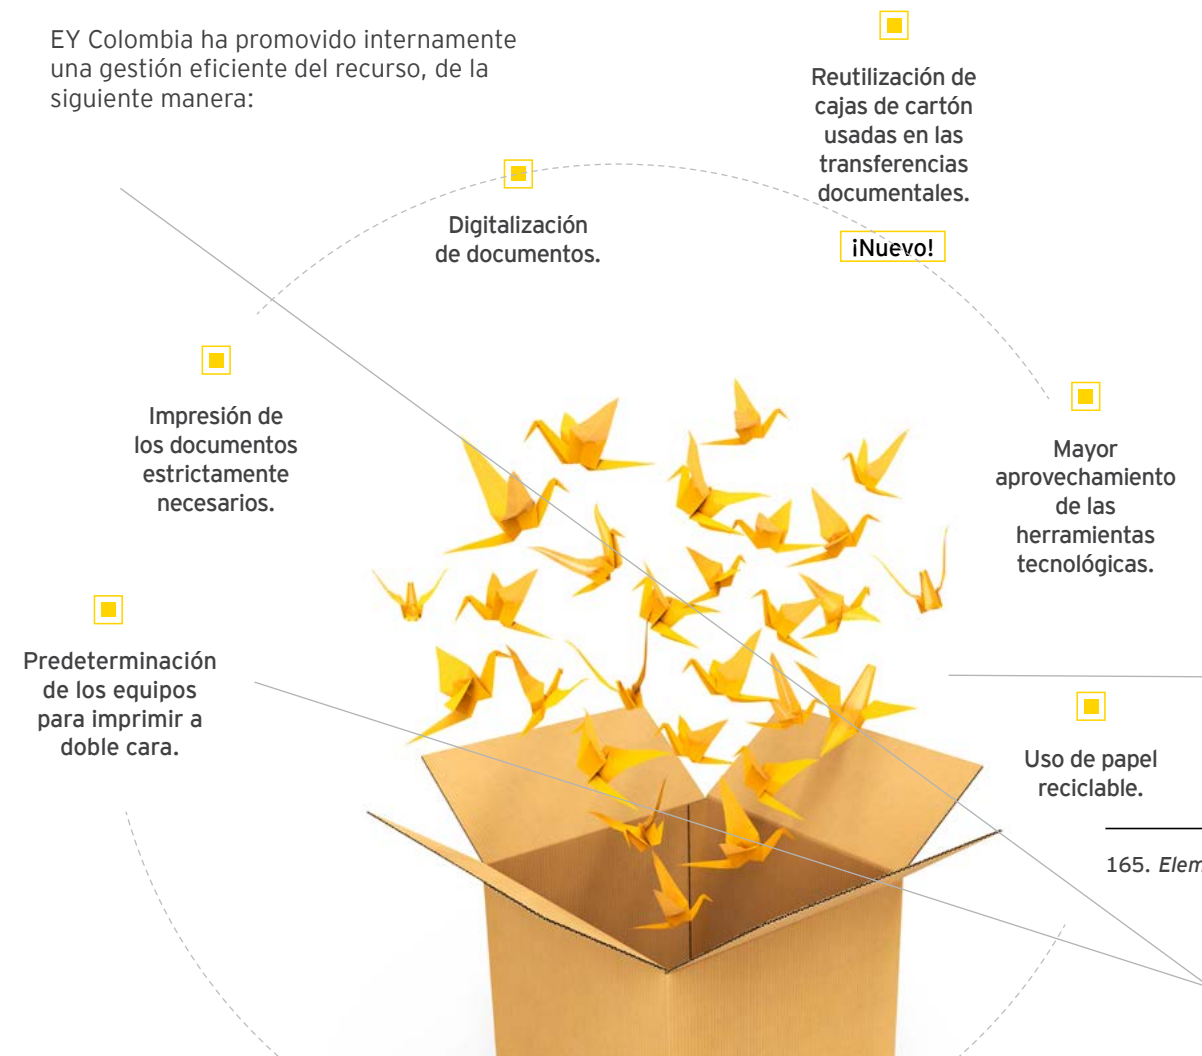 EY Colombia ha promovido internamente
una gestión eficiente del recurso, de la
siguiente manera:
Reutilización de
cajas de cartón
usadas en las
transferencias
documentales.
¡Nuevo!
Digitalización
de documentos.
Impresión de
los documentos
estrictamente
necesarios.
Mayor
aprovechamiento
de las
herramientas
tecnológicas.
Predeterminación
de los equipos
para imprimir a
doble cara.
Uso de papel
reciclable.
165. Elem